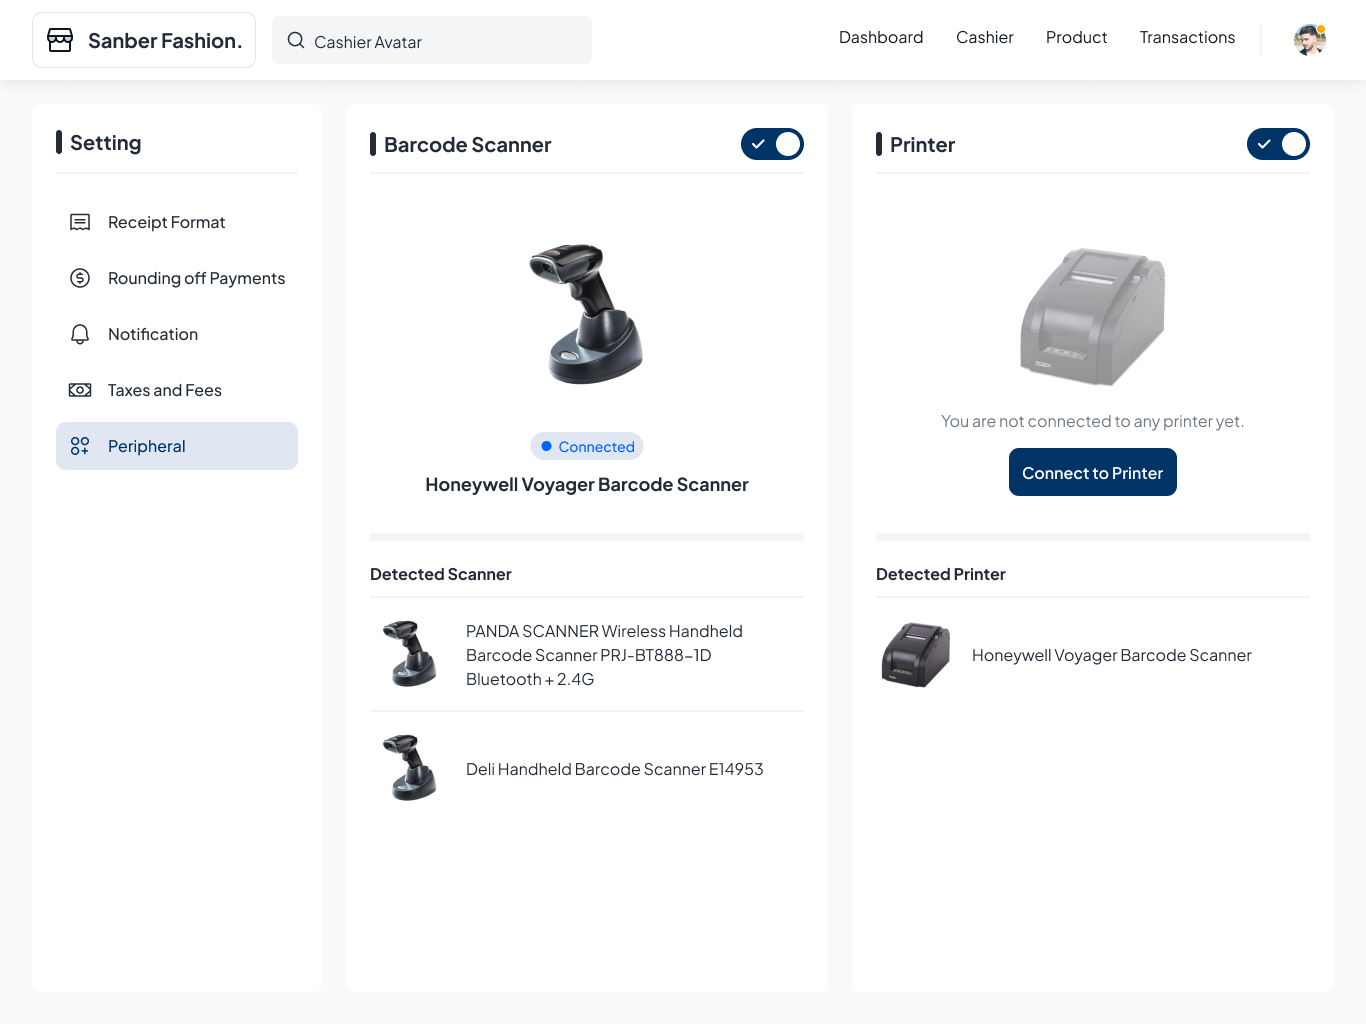 Sanber Fashion.
Cashier Avatar
Dashboard
Cashier
Product
Transactions
Setting
Receipt Format
Rounding off Payments
Notification
Taxes and Fees
Peripheral
Barcode Scanner
Connected
Honeywell Voyager Barcode Scanner
Detected Scanner
PANDA SCANNER Wireless Handheld
Barcode Scanner PRJ-BT888-1D
Bluetooth + 2.4G
Deli Handheld Barcode Scanner E14953
Printer
You are not connected to any printer yet.
Connect to Printer
Detected Printer
Honeywell Voyager Barcode Scanner